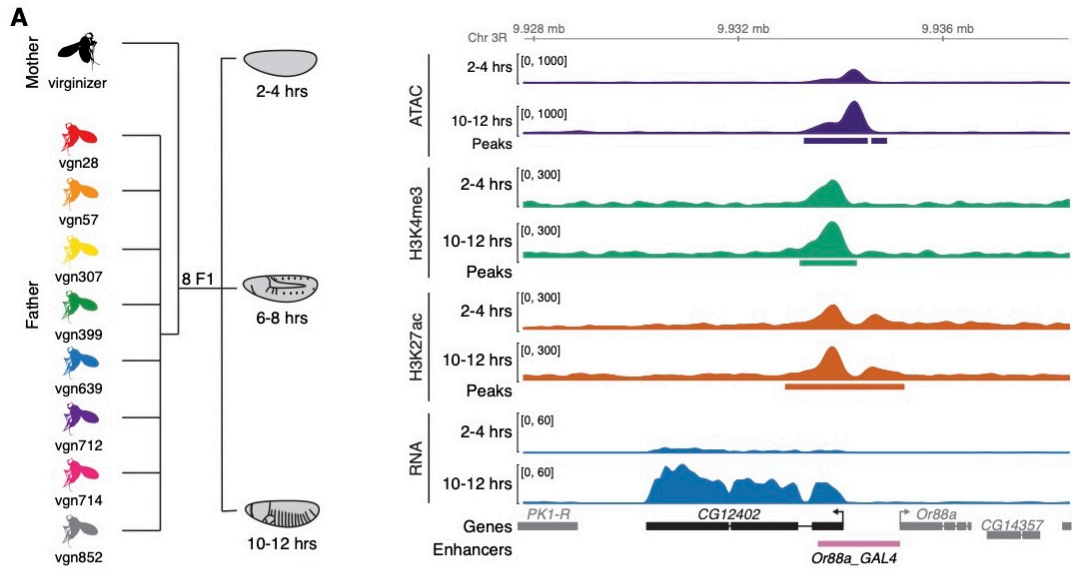 A
Mother
virginizer
Father
vgn28
vgn57
vgn307
vgn399
vgn639
vgn712
vgn714
vgn852
8 F1
2-4 hrs
6-8 hrs
10-12 hrs
Chr 3R
9.928 mb
9.932 mb
9.936 mb
ATAC
2-4 hrs
[0, 1000]
10-12 hrs
[0, 1000]
Peaks
H3K4me3
2-4 hrs
[0, 300]
10-12 hrs
[0, 300]
Peaks
H3K27ac
2-4 hrs
[0, 300]
10-12 hrs
[0, 300]
Peaks
RNA
2-4 hrs
[0, 60]
10-12 hrs
[0, 60]
Genes
PK1-R
CG12402
Or88a
CG14357
Enhancers
Or88a_GAL4